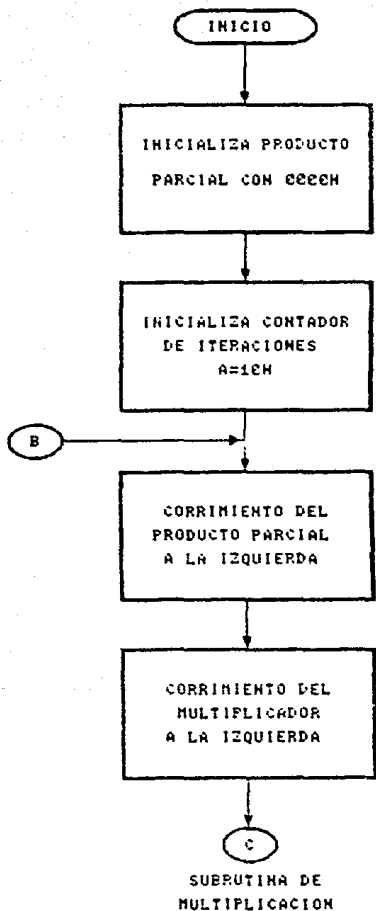 INICIO
INICIALIZA PRODUCTO
PARCIAL CON 0000H
INICIALIZA CONTADOR
DE ITERACIONES
A=10H
B
CORRIMIENTO DEL
PRODUCTO PARCIAL
A LA IZQUIERDA
CORRIMIENTO DEL
MULTIPLICADOR
A LA IZQUIERDA
C
SUBRUTINA DE
MULTIPLICACION